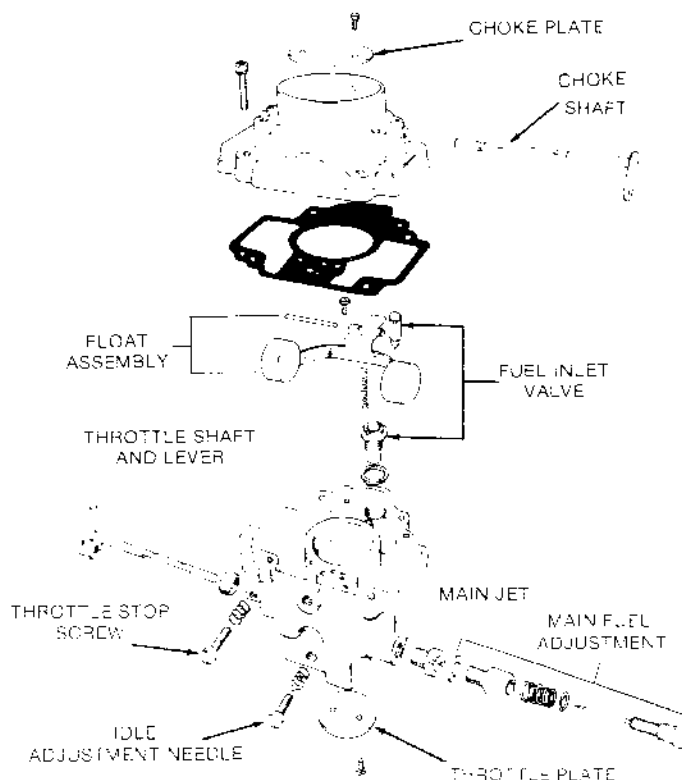 CHOKE PLATE
CHOKE
SHAFT
FLOAT
ASSEMBLY
FUEL INLET
VALVE
THROTTLE SHAFT
AND LEVER
MAIN JET
MAIN FUEL
ADJUSTMENT
THROTTLE STOP
SCREW
IDLE
ADJUSTMENT NEEDLE
THROTTLE PLATE